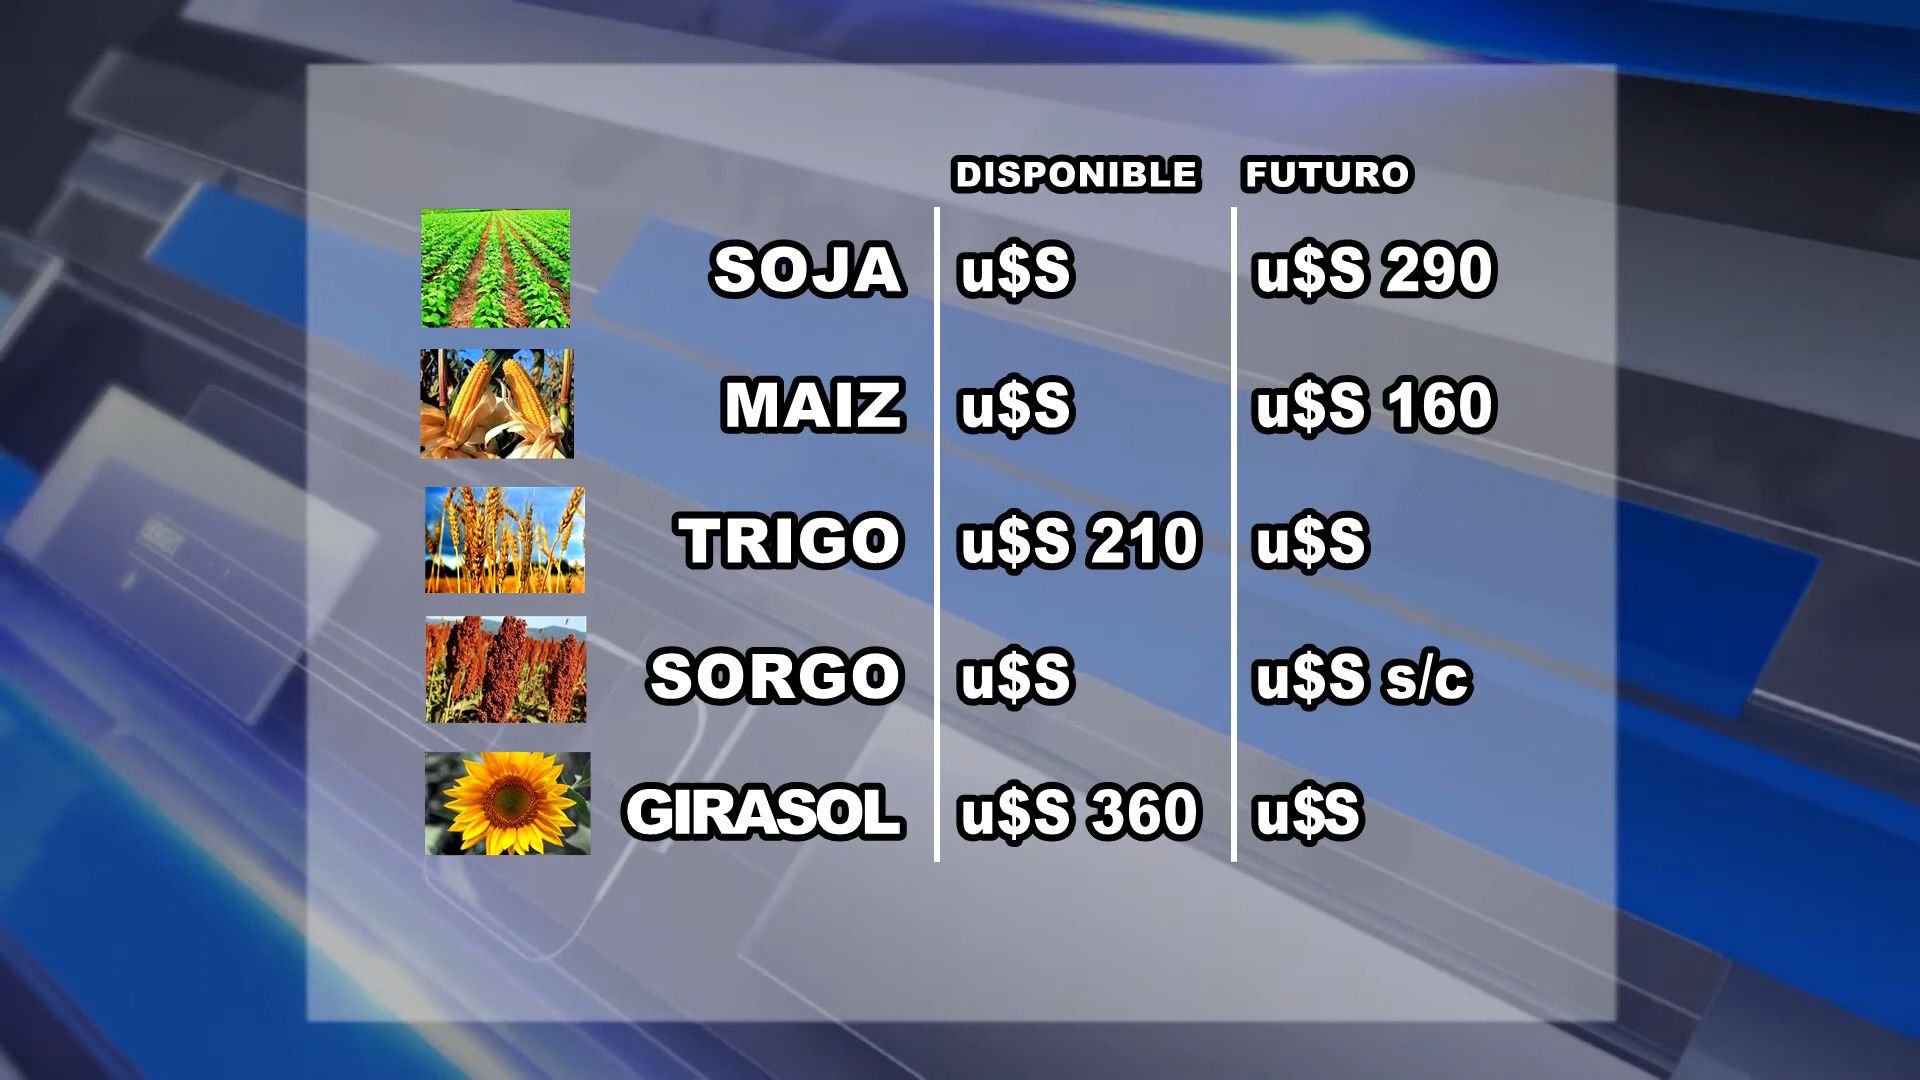 DISPONIBLE FUTURO
SOJA u$S u$S 290
MAIZ u$S u$S 160
TRIGO u$S 210 u$S
SORGO u$S u$S s/c
GIRASOL u$S 360 u$S